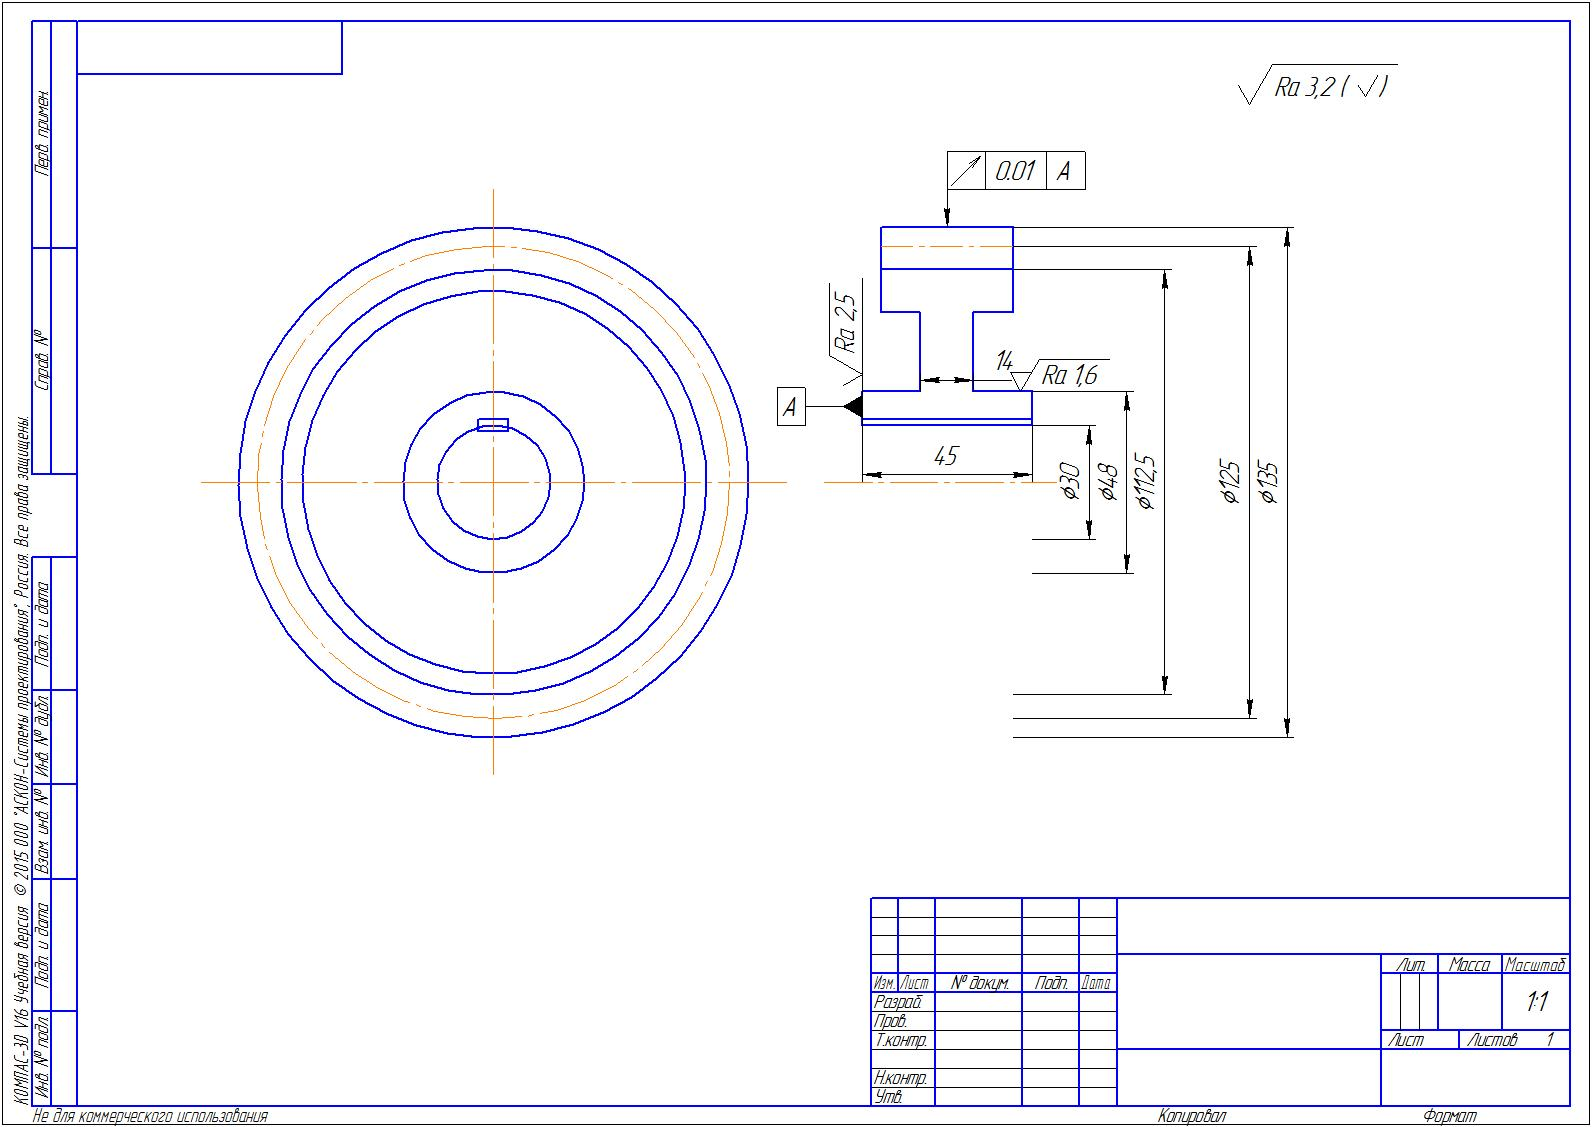 Перв. примен.
Справ. №
Подп. и дата
Инв. № дубл.
Взам. инв. №
Подп. и дата
Инв. № подл.
КОМПАС-3D V16 Учебная версия © 2015 ООО "АСКОН-Системы проектирования", Россия. Все права защищены.
Ra 3,2 ( )
0.01 A
Ra 2,5
14
Ra 1,6
A
45
⌀30
⌀48
⌀112,5
⌀125
⌀135
Лит. Масса Масштаб
Изм. Лист № докум. Подп. Дата
Разраб. 1:1
Пров.
Т.контр. Лист Листов 1
Н.контр.
Утв.
Не для коммерческого использования Копировал Формат